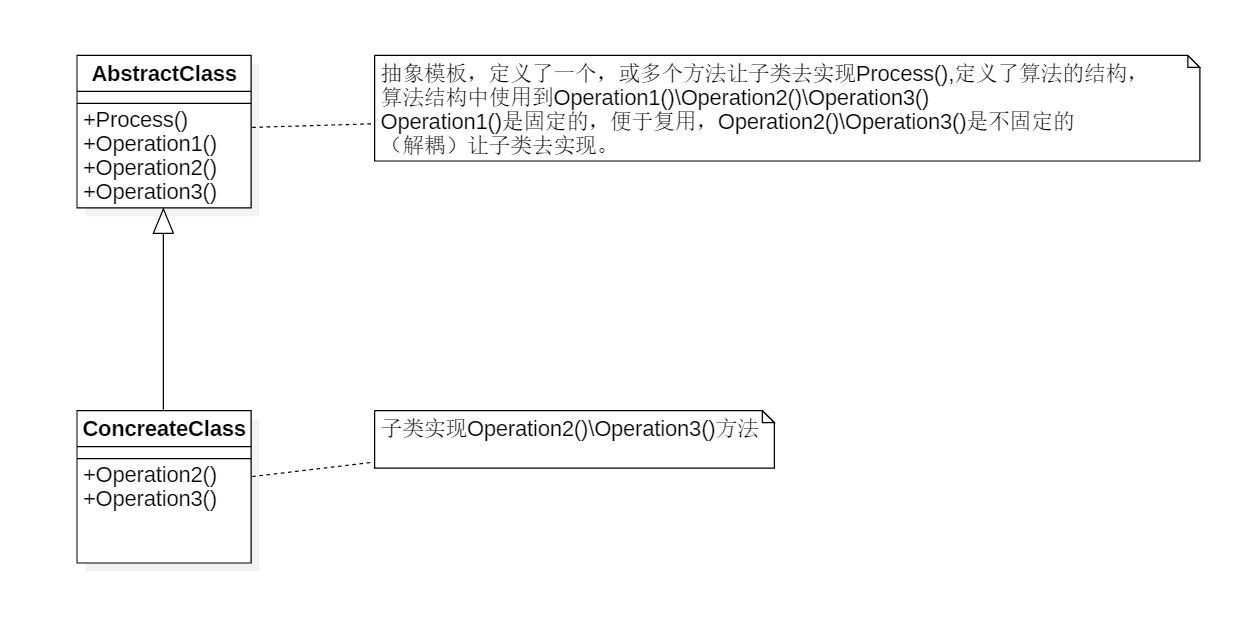 AbstractClass
+Process()
+Operation1()
+Operation2()
+Operation3()
抽象模板，定义了一个，或多个方法让子类去实现Process(),定义了算法的结构，
算法结构中使用到Operation1()\Operation2()\Operation3()
Operation1()是固定的，便于复用，Operation2()\Operation3()是不固定的
（解耦）让子类去实现。
ConcreateClass
+Operation2()
+Operation3()
子类实现Operation2()\Operation3()方法